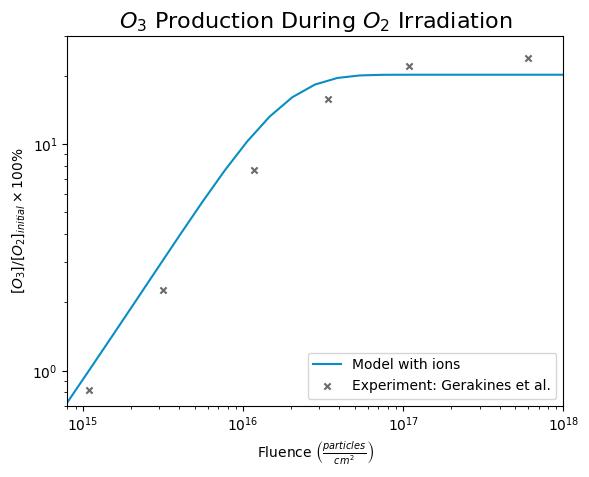 O₃ Production During O₂ Irradiation
[O₃]/[O₂]ᵢₙᵢₜᵢₐₗ × 100%
10¹
10⁰
Model with ions
Experiment: Gerakines et al.
10¹⁵ 10¹⁶ 10¹⁷ 10¹⁸
Fluence (particles/cm²)